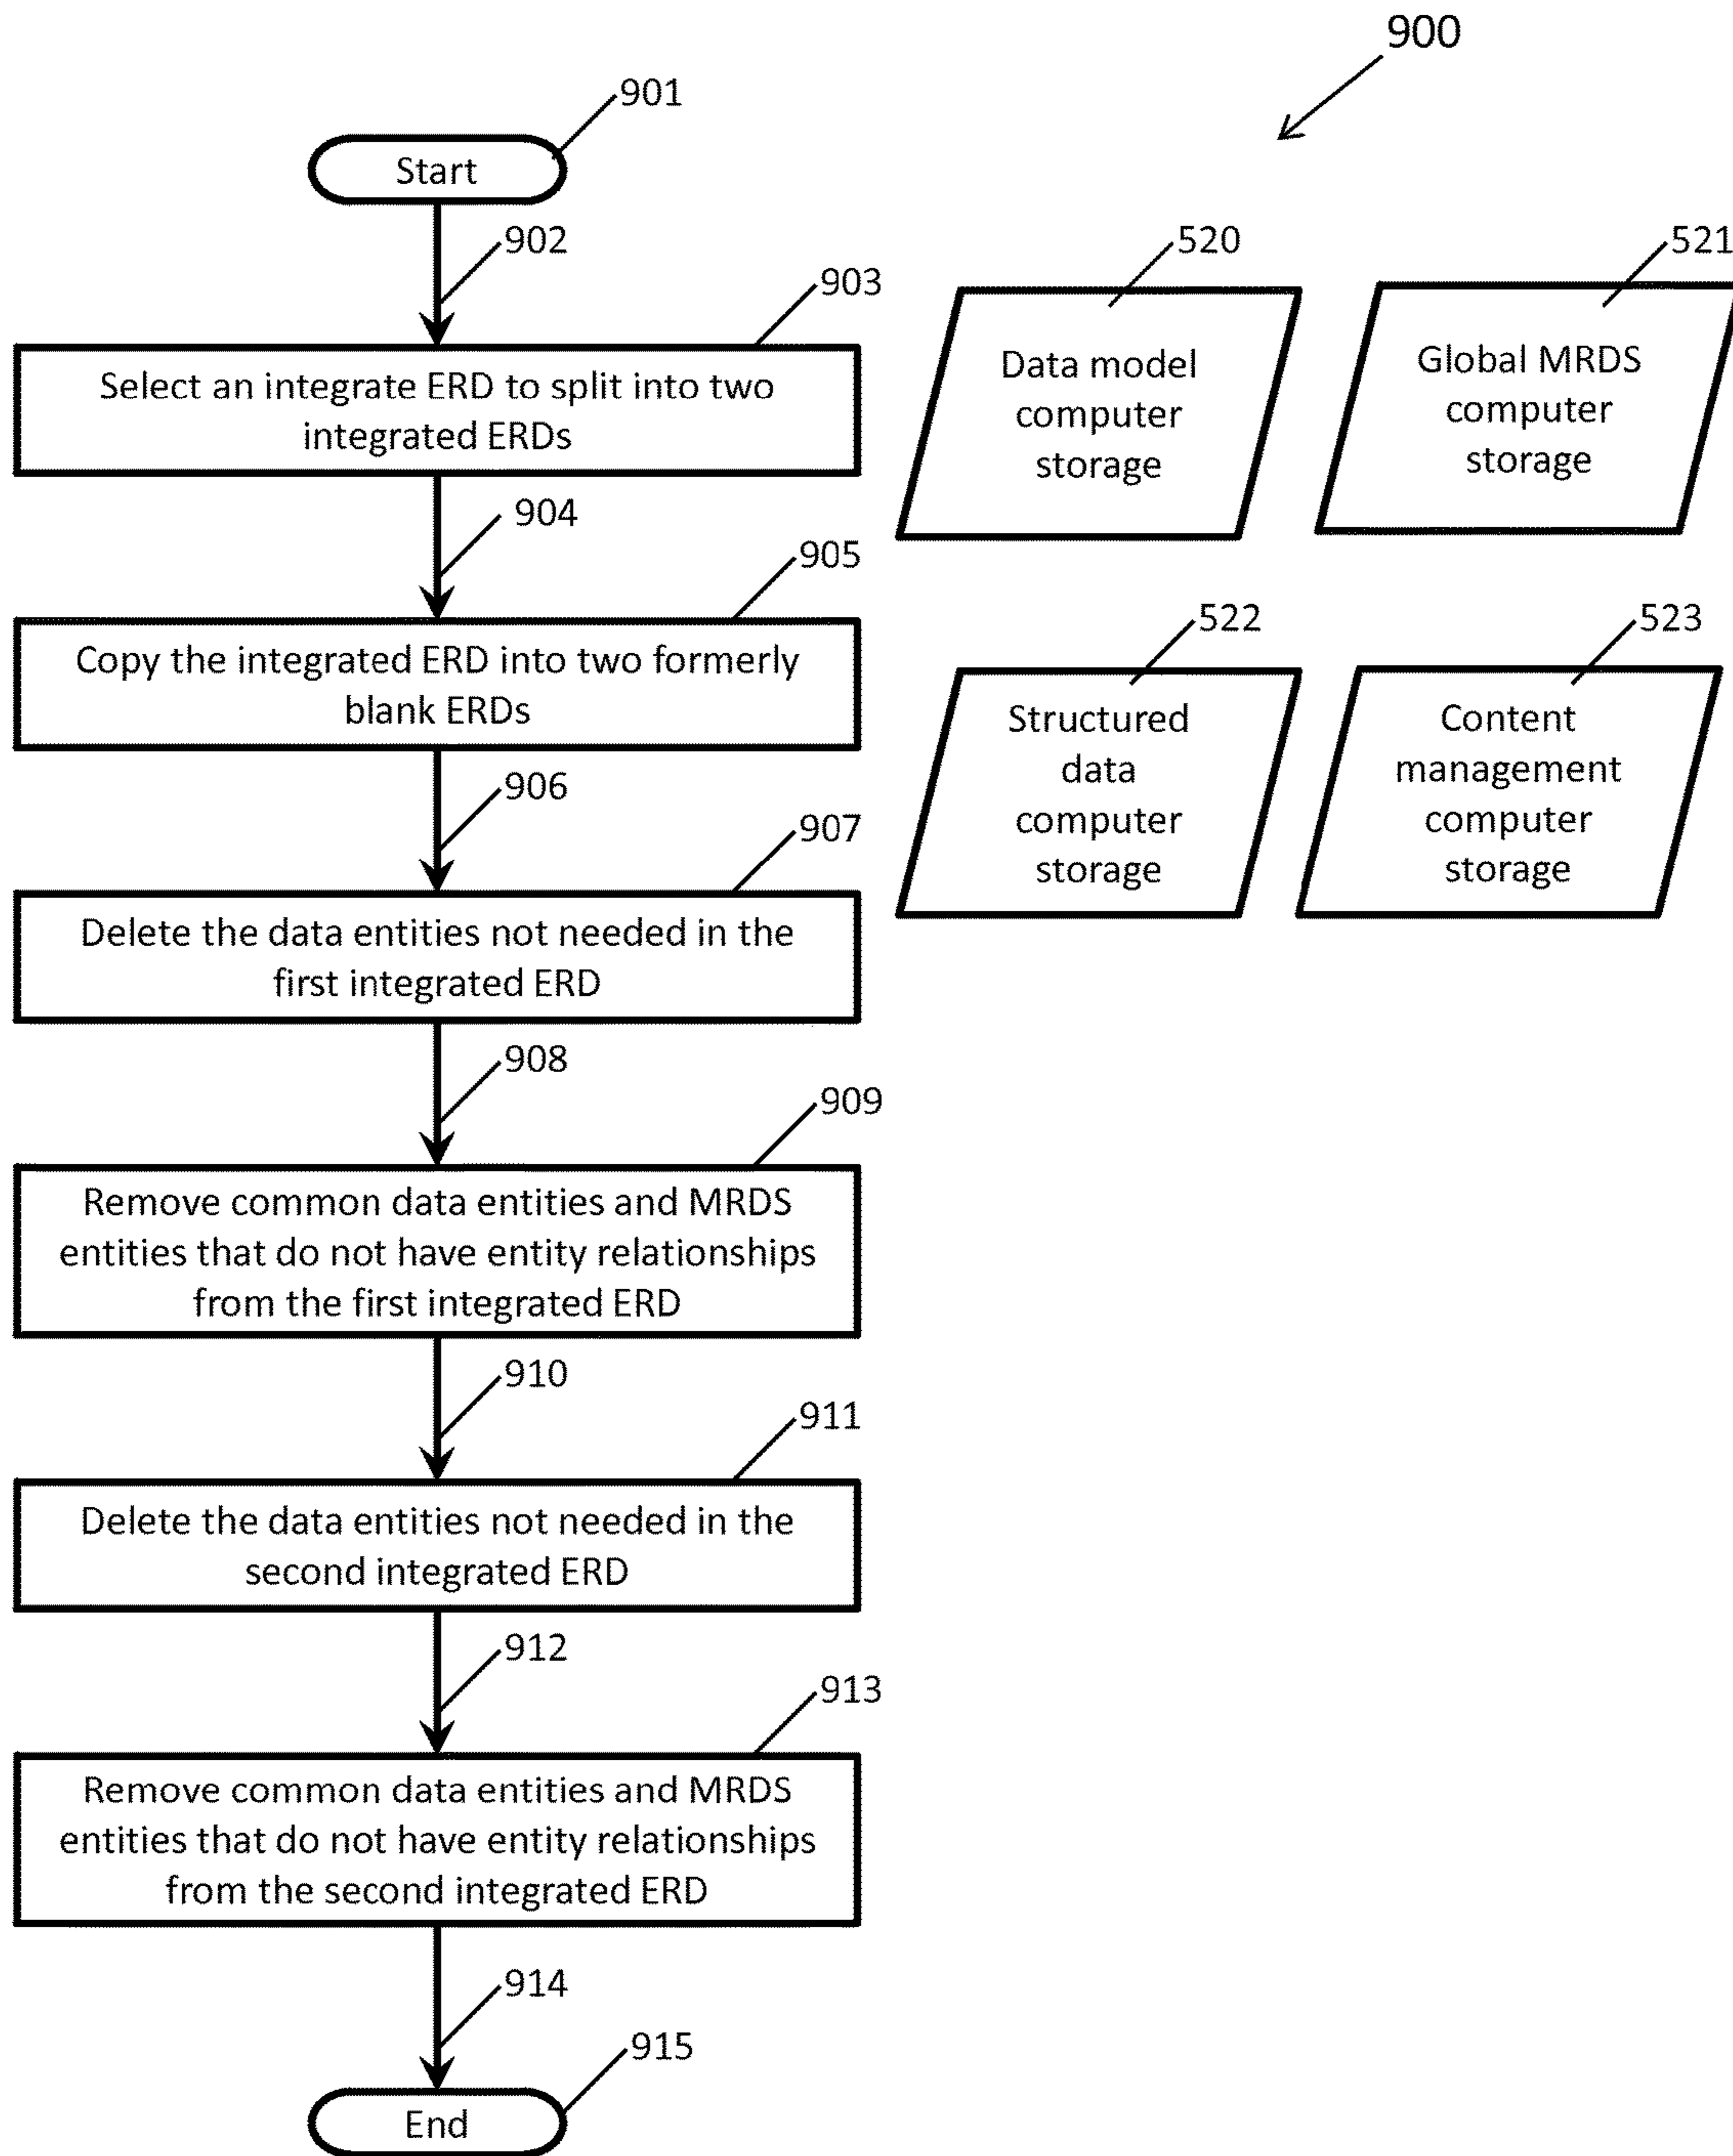 900
901
Start
902
520
521
903
Select an integrate ERD to split into two
integrated ERDs
Data model
computer
storage
Global MRDS
computer
storage
904
905
Copy the integrated ERD into two formerly
blank ERDs
522
523
Structured
data
computer
storage
Content
management
computer
storage
906
907
Delete the data entities not needed in the
first integrated ERD
908
909
Remove common data entities and MRDS
entities that do not have entity relationships
from the first integrated ERD
910
911
Delete the data entities not needed in the
second integrated ERD
912
913
Remove common data entities and MRDS
entities that do not have entity relationships
from the second integrated ERD
914
915
End